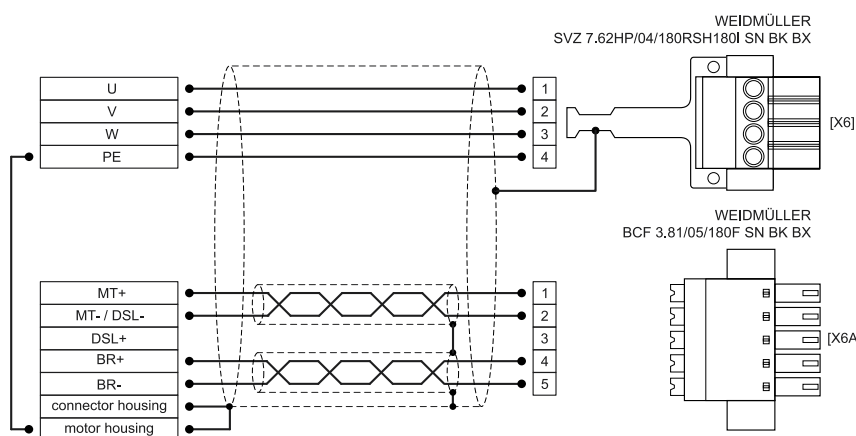 WEIDMÜLLER
SVZ 7.62HP/04/180RSH180I SN BK BX
U
1
V
2
W
3
PE
4
[X6]
WEIDMÜLLER
BCF 3.81/05/180F SN BK BX
MT+
1
MT- / DSL-
2
DSL+
3
BR+
4
BR-
5
connector housing
motor housing
[X6A